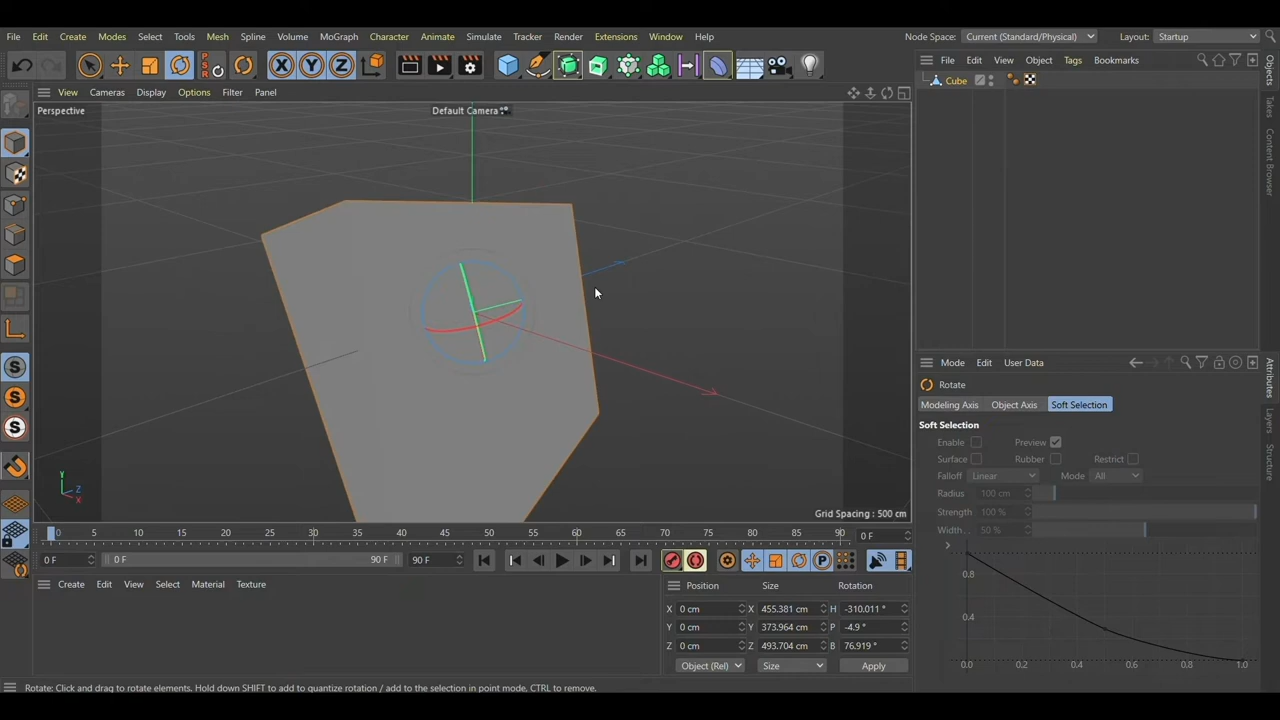 File Edit Create Modes Select Tools Mesh Spline Volume MoGraph Character Animate Simulate Tracker Render Extensions Window Help Node Space: Current (Standard/Physical) Layout: Startup
PSR X Y Z
File Edit View Object Tags Bookmarks
View Cameras Display Options Filter Panel
Cube
Perspective Default Camera
Objects
Takes
Content Browser
Mode Edit User Data
Rotate
Modeling Axis Object Axis Soft Selection
Soft Selection
Enable Preview
Surface Rubber Restrict
Falloff Linear Mode All
Radius 100 cm
Strength 100 %
Width 50 %
0.8
0.4
0.0 0.2 0.4 0.6 0.8 1.0
Attributes
Layers
Structure
S
S
S
Y
Z
X
Grid Spacing : 500 cm
0 5 10 15 20 25 30 35 40 45 50 55 60 65 70 75 80 85 90 0 F
0 F 0 F 90 F 90 F P
Create Edit View Select Material Texture
Position Size Rotation
X 0 cm X 455.381 cm H -310.011 °
Y 0 cm Y 373.964 cm P -4.9 °
Z 0 cm Z 493.704 cm B 76.919 °
Object (Rel) Size Apply
Rotate: Click and drag to rotate elements. Hold down SHIFT to add to quantize rotation / add to the selection in point mode, CTRL to remove.